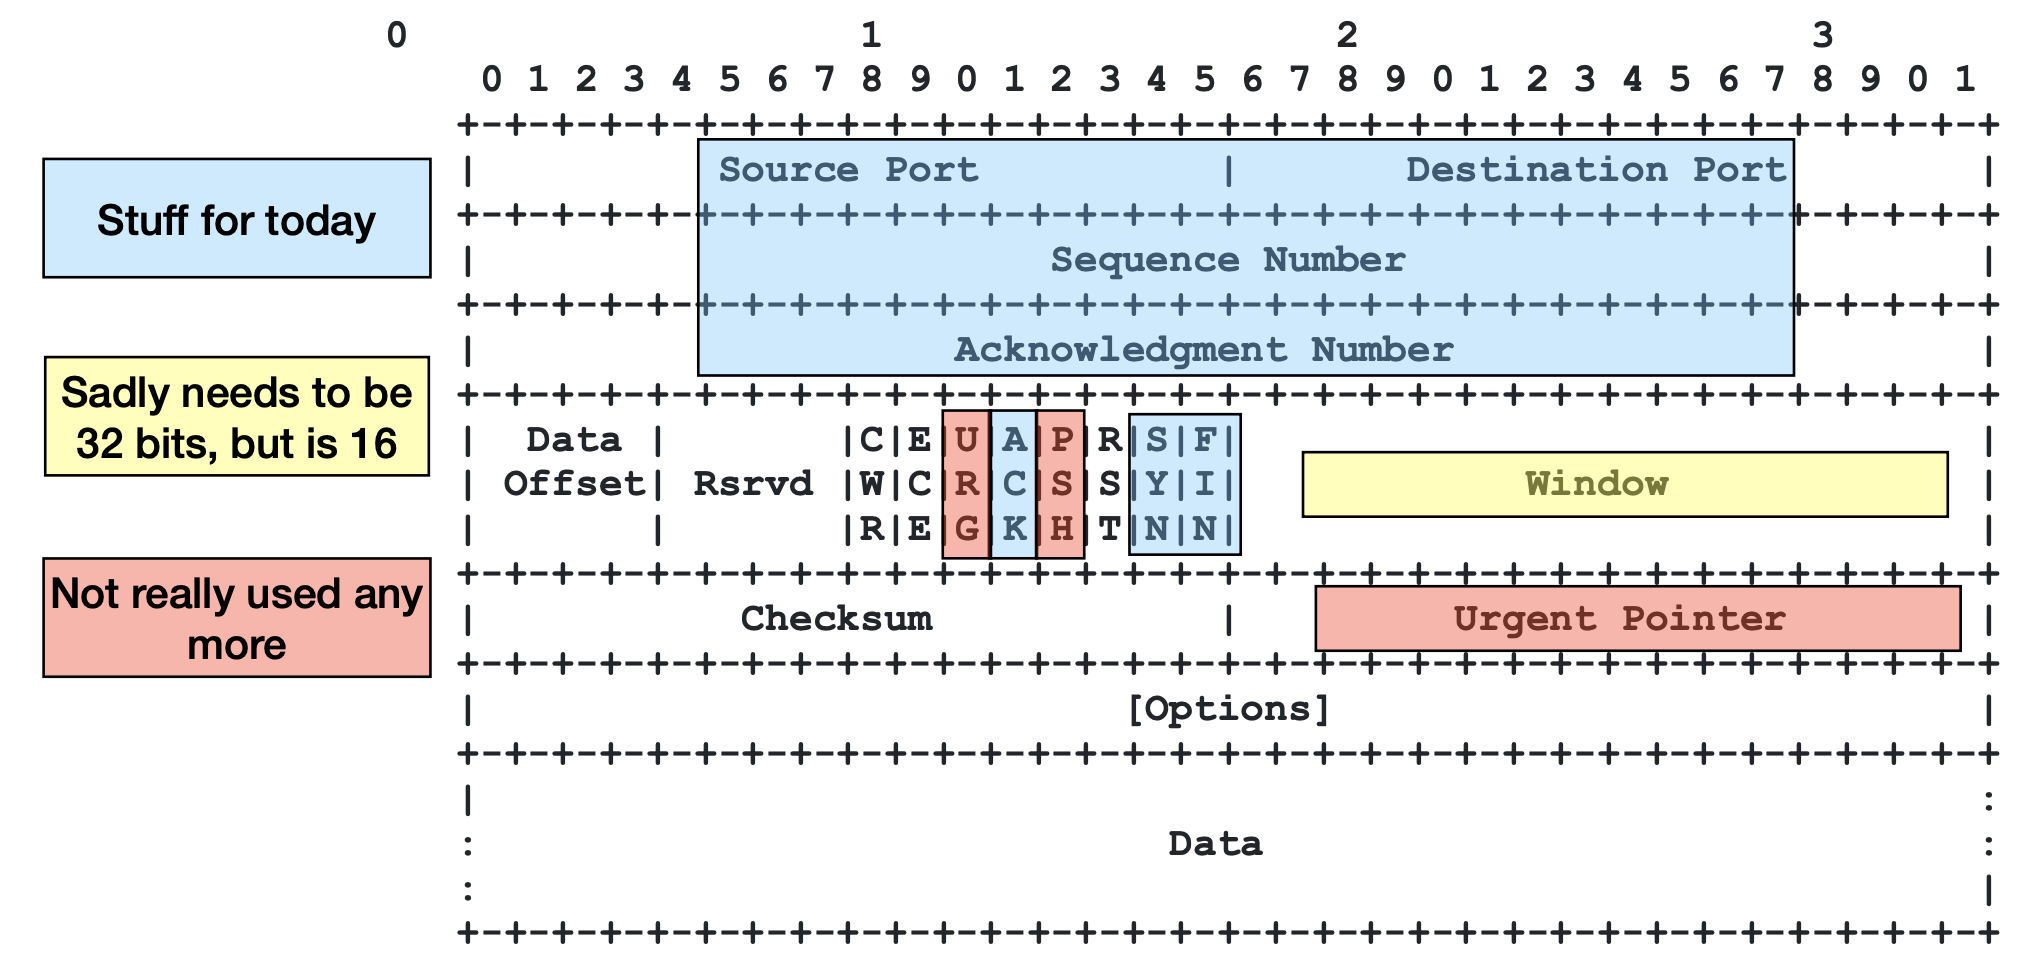 0 1 2 3
0 1 2 3 4 5 6 7 8 9 0 1 2 3 4 5 6 7 8 9 0 1 2 3 4 5 6 7 8 9 0 1
+-+-+-+-+-+-+-+-+-+-+-+-+-+-+-+-+-+-+-+-+-+-+-+-+-+-+-+-+-+-+-+-+
| Source Port | Destination Port |
+-+-+-+-+-+-+-+-+-+-+-+-+-+-+-+-+-+-+-+-+-+-+-+-+-+-+-+-+-+-+-+-+
| Sequence Number |
+-+-+-+-+-+-+-+-+-+-+-+-+-+-+-+-+-+-+-+-+-+-+-+-+-+-+-+-+-+-+-+-+
| Acknowledgment Number |
+-+-+-+-+-+-+-+-+-+-+-+-+-+-+-+-+-+-+-+-+-+-+-+-+-+-+-+-+-+-+-+-+
| Data | |C|E|U|A|P|R|S|F| |
| Offset| Rsrvd |W|C|R|C|S|S|Y|I| Window |
| | |R|E|G|K|H|T|N|N| |
+-+-+-+-+-+-+-+-+-+-+-+-+-+-+-+-+-+-+-+-+-+-+-+-+-+-+-+-+-+-+-+-+
| Checksum | Urgent Pointer |
+-+-+-+-+-+-+-+-+-+-+-+-+-+-+-+-+-+-+-+-+-+-+-+-+-+-+-+-+-+-+-+-+
| [Options] |
+-+-+-+-+-+-+-+-+-+-+-+-+-+-+-+-+-+-+-+-+-+-+-+-+-+-+-+-+-+-+-+-+
| :
: Data :
: |
+-+-+-+-+-+-+-+-+-+-+-+-+-+-+-+-+-+-+-+-+-+-+-+-+-+-+-+-+-+-+-+-+
Stuff for today
Sadly needs to be
32 bits, but is 16
Not really used any
more